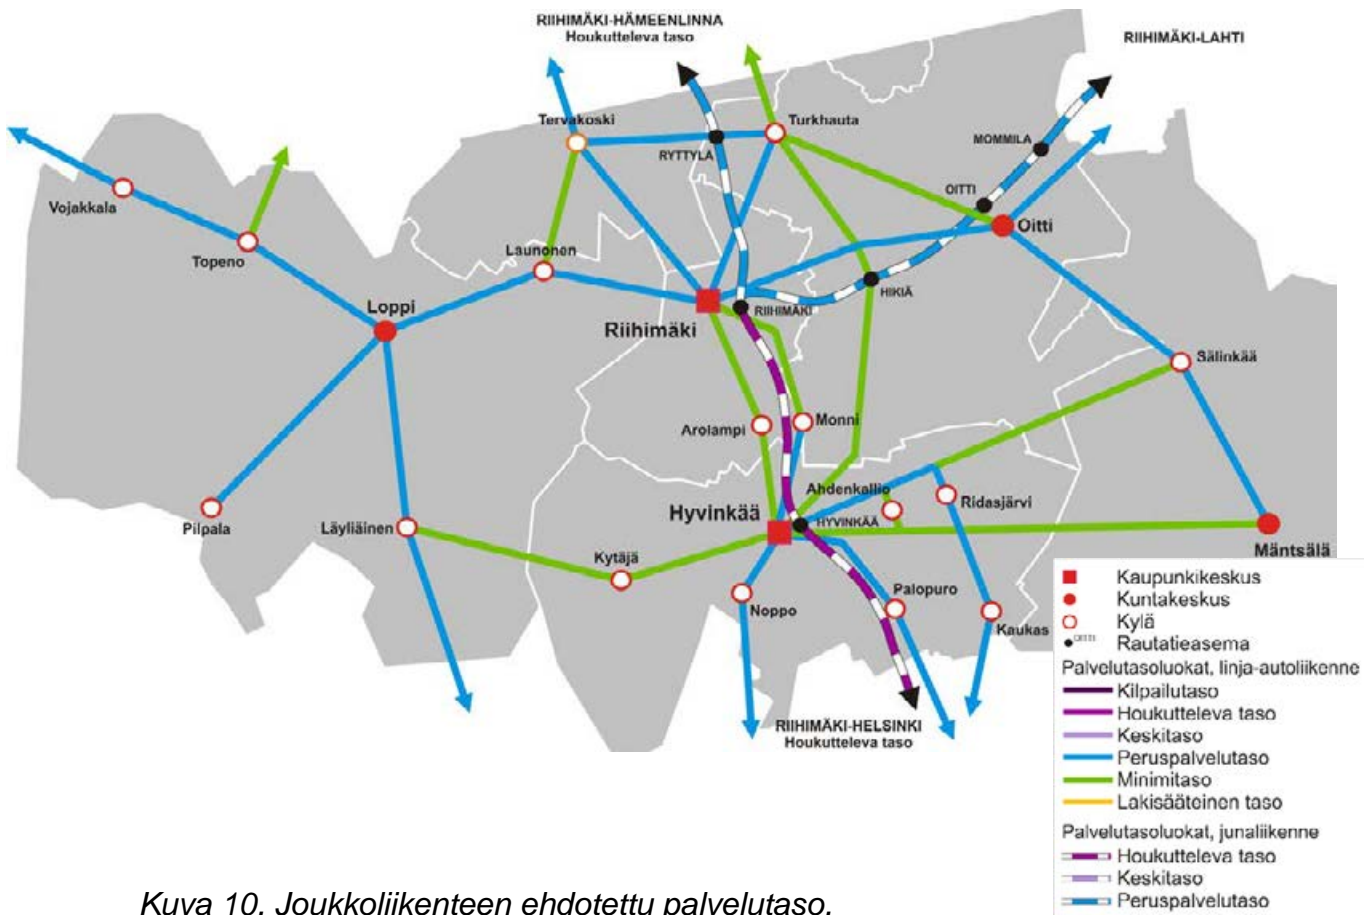 RIIHIMÄKI-HÄMEENLINNA
Houkutteleva taso
RIIHIMÄKI-LAHTI
Tervakoski
Turkhauta
RYTTYLÄ
MOMMILA
Vojakkala
OITTI
Oitti
Topeno
Launonen
HIKIÄ
Loppi
Riihimäki
RIIHIMÄKI
Sälinkää
Arolampi
Monni
Ahdenkallio
Ridasjärvi
Pilpala
Läyliäinen
Hyvinkää
HYVINKÄÄ
Mäntsälä
Kytäjä
Noppo
Palopuro
Kaukas
RIIHIMÄKI-HELSINKI
Houkutteleva taso
Kaupunkikeskus
Kuntakeskus
Kylä
OITTI
Rautatieasema
Palvelutasoluokat, linja-autoliikenne
Kilpailutaso
Houkutteleva taso
Keskitaso
Peruspalvelutaso
Minimitaso
Lakisääteinen taso
Palvelutasoluokat, junaliikenne
Houkutteleva taso
Keskitaso
Peruspalvelutaso
Kuva 10. Joukkoliikenteen ehdotettu palvelutaso.